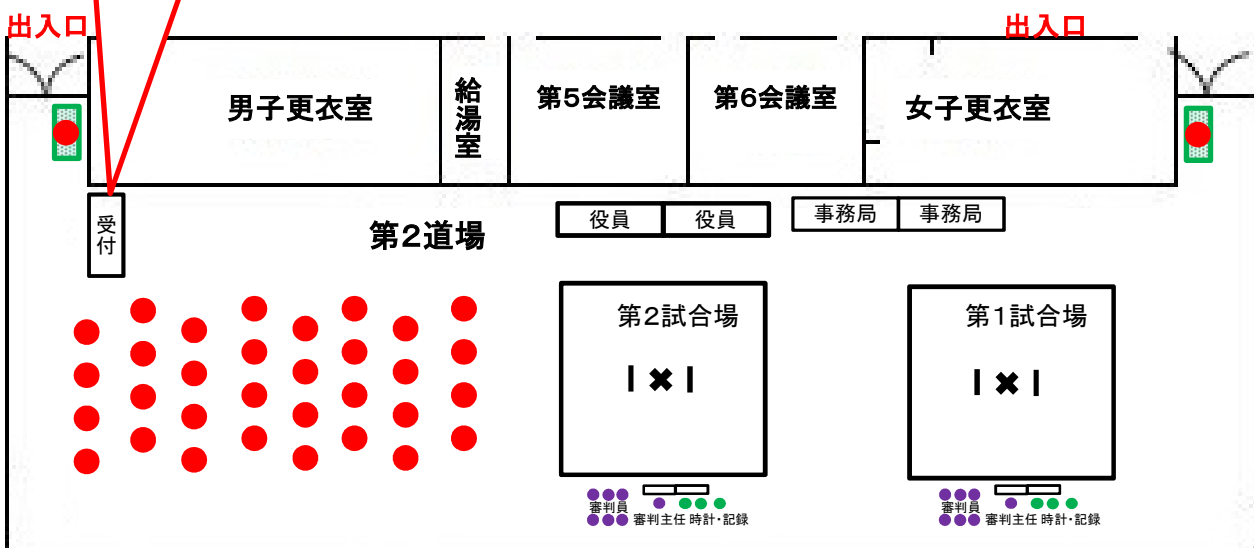 出入口
出入口
男子更衣室
給湯室
第5会議室
第6会議室
女子更衣室
受付
第2道場
役員
役員
事務局
事務局
第2試合場
第1試合場
審判員
審判主任 時計・記録
審判員
審判主任 時計・記録